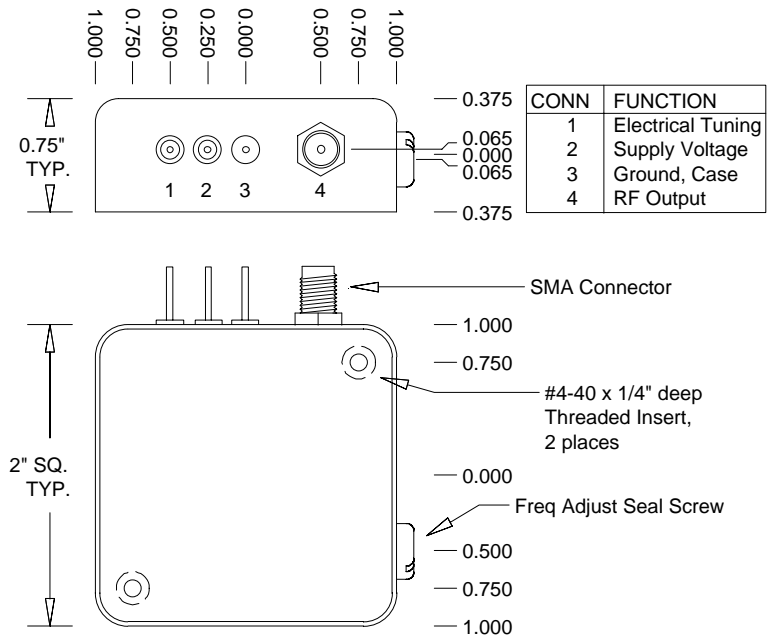 1.000
0.750
0.500
0.250
0.000
0.500
0.750
1.000
0.75"
TYP.
1
2
3
4
0.375
0.065
0.000
0.065
0.375
CONN FUNCTION
1 Electrical Tuning
2 Supply Voltage
3 Ground, Case
4 RF Output
SMA Connector
1.000
0.750
#4-40 x 1/4" deep
Threaded Insert,
2 places
2" SQ.
TYP.
0.000
Freq Adjust Seal Screw
0.500
0.750
1.000